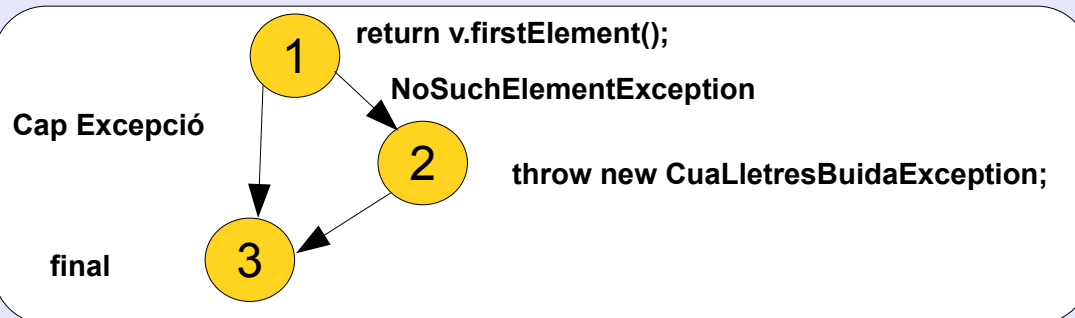 1
return v.firstElement();
NoSuchElementException
Cap Excepció
2
throw new CuaLletresBuidaException;
final
3